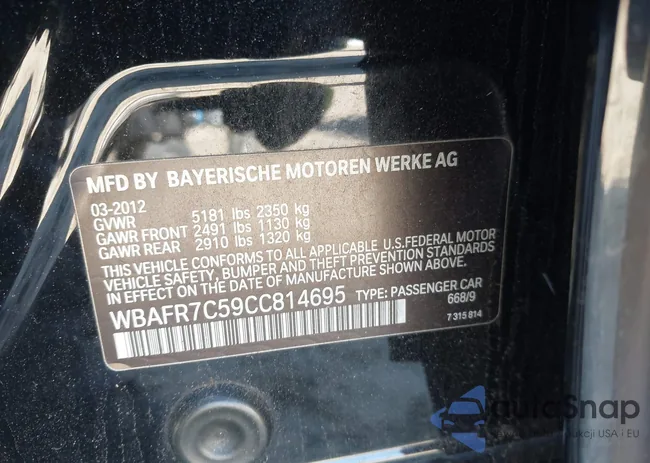 MFD BY BAYERISCHE MOTOREN WERKE AG
03-2012
GVWR 5181 lbs 2350 kg
GAWR FRONT 2491 lbs 1130 kg
GAWR REAR 2910 lbs 1320 kg
THIS VEHICLE CONFORMS TO ALL APPLICABLE U.S.FEDERAL MOTOR
VEHICLE SAFETY, BUMPER, AND THEFT PREVENTION STANDARDS
IN EFFECT ON THE DATE OF MANUFACTURE SHOWN ABOVE.
WBAFR7C59CC814695 TYPE: PASSENGER CAR
668/9
7 315 814
autoSnap
aukcji USA i EU